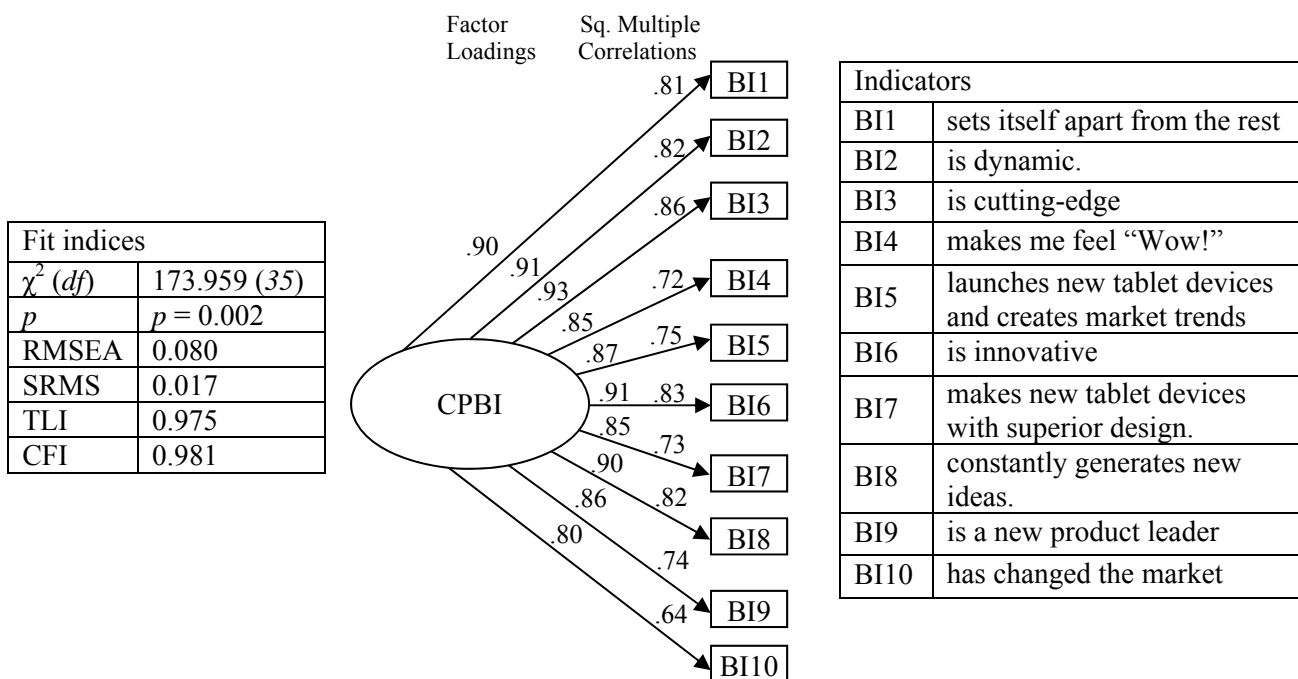 Factor Loadings
Sq. Multiple Correlations
Fit indices
χ² (df) 173.959 (35)
p p = 0.002
RMSEA 0.080
SRMS 0.017
TLI 0.975
CFI 0.981
CPBI
.90 .81 BI1
.91 .82 BI2
.93 .86 BI3
.85 .72 BI4
.87 .75 BI5
.91 .83 BI6
.85 .73 BI7
.90 .82 BI8
.86 .74 BI9
.80 .64 BI10
Indicators
BI1 sets itself apart from the rest
BI2 is dynamic.
BI3 is cutting-edge
BI4 makes me feel “Wow!”
BI5 launches new tablet devices
and creates market trends
BI6 is innovative
BI7 makes new tablet devices
with superior design.
BI8 constantly generates new
ideas.
BI9 is a new product leader
BI10 has changed the market